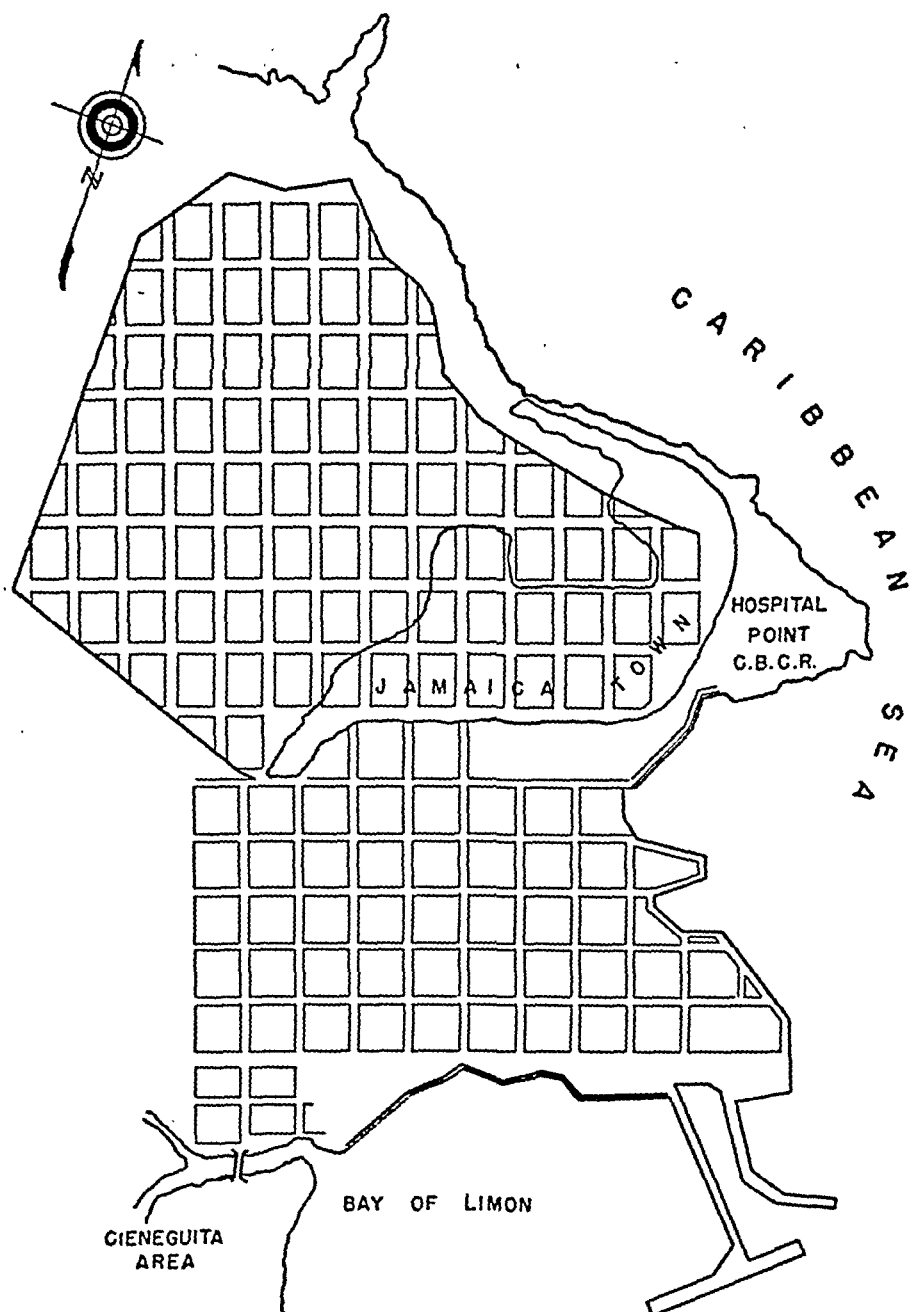 N
CARIBBEAN SEA
HOSPITAL
POINT
C.B.C.R.
JAMAICA TOWN
BAY OF LIMON
CIENEGUITA
AREA